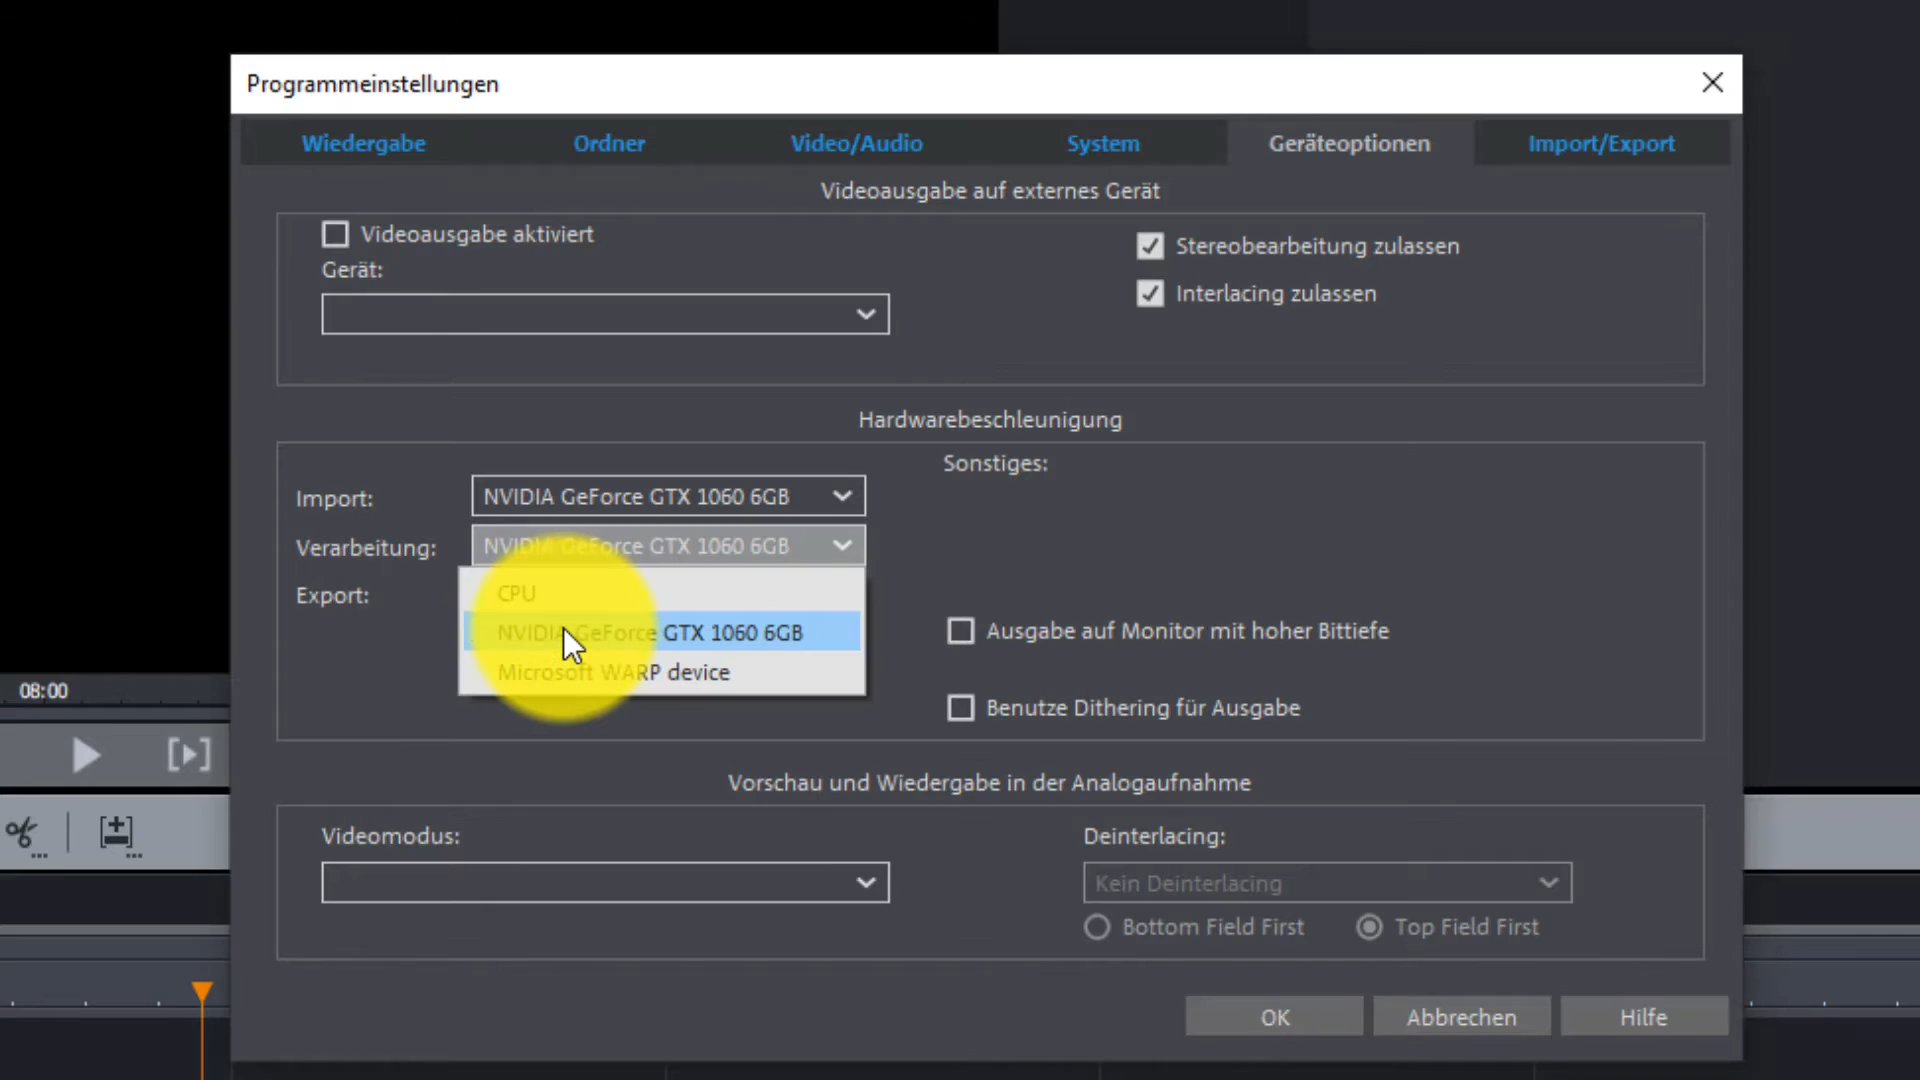 Programmeinstellungen
Wiedergabe Ordner Video/Audio System Geräteoptionen Import/Export
Videoausgabe auf externes Gerät
Videoausgabe aktiviert
Gerät:
Stereobearbeitung zulassen
Interlacing zulassen
Hardwarebeschleunigung
Sonstiges:
Import: NVIDIA GeForce GTX 1060 6GB
Verarbeitung: NVIDIA GeForce GTX 1060 6GB
CPU
NVIDIA GeForce GTX 1060 6GB
Microsoft WARP device
Export:
Ausgabe auf Monitor mit hoher Bittiefe
Benutze Dithering für Ausgabe
08:00
Vorschau und Wiedergabe in der Analogaufnahme
Videomodus:
Deinterlacing:
Kein Deinterlacing
Bottom Field First Top Field First
OK Abbrechen Hilfe